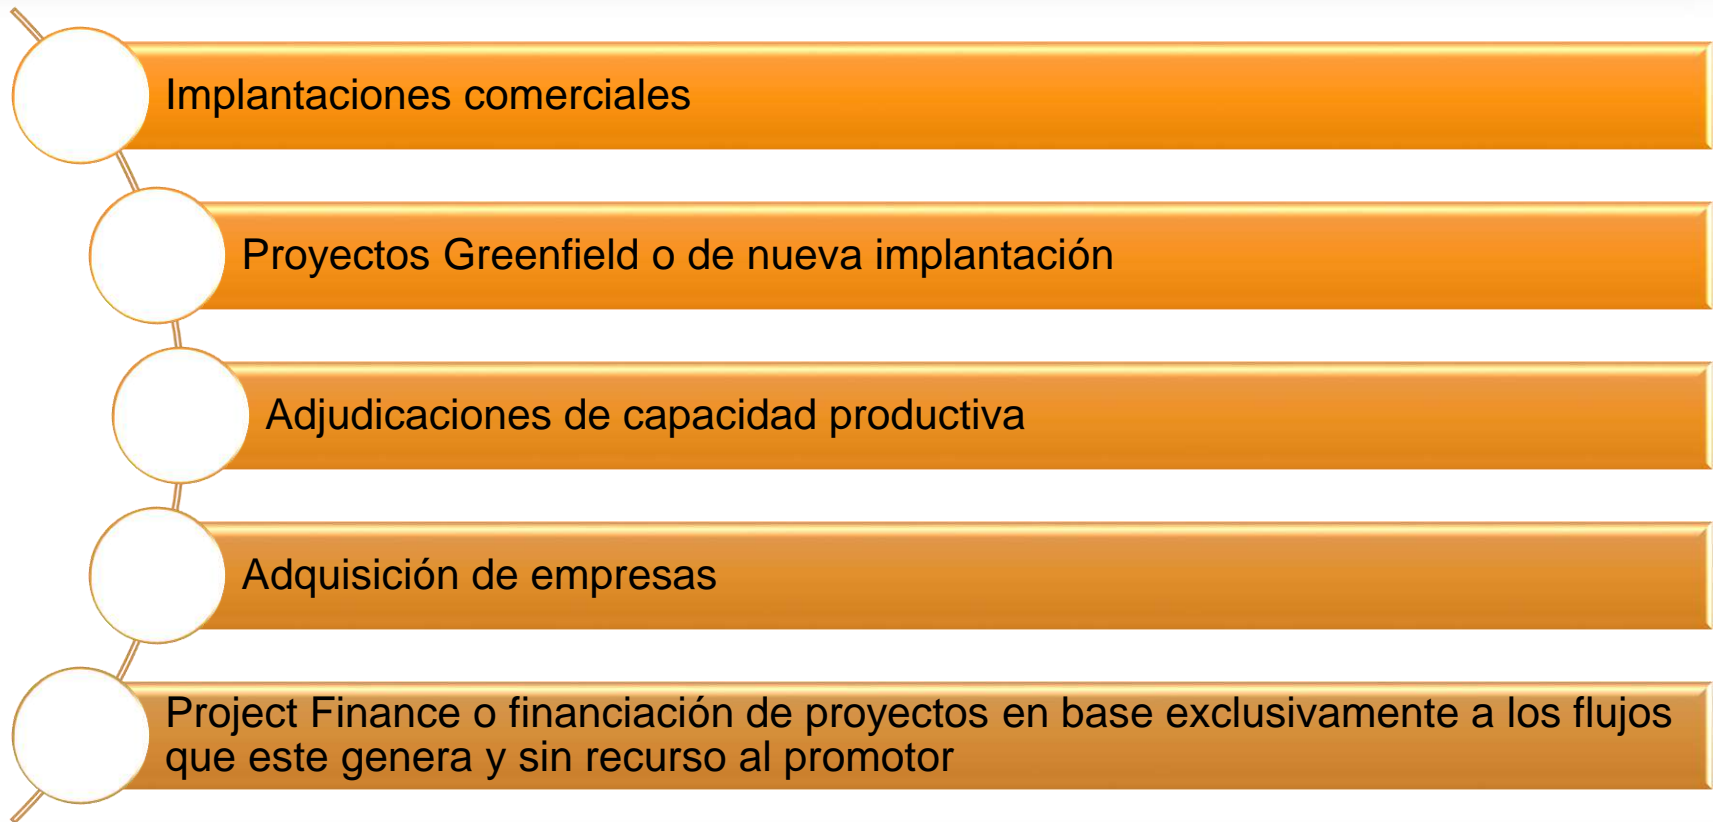 Implantaciones comerciales
Proyectos Greenfield o de nueva implantación
Adjudicaciones de capacidad productiva
Adquisición de empresas
Project Finance o financiación de proyectos en base exclusivamente a los flujos
que este genera y sin recurso al promotor